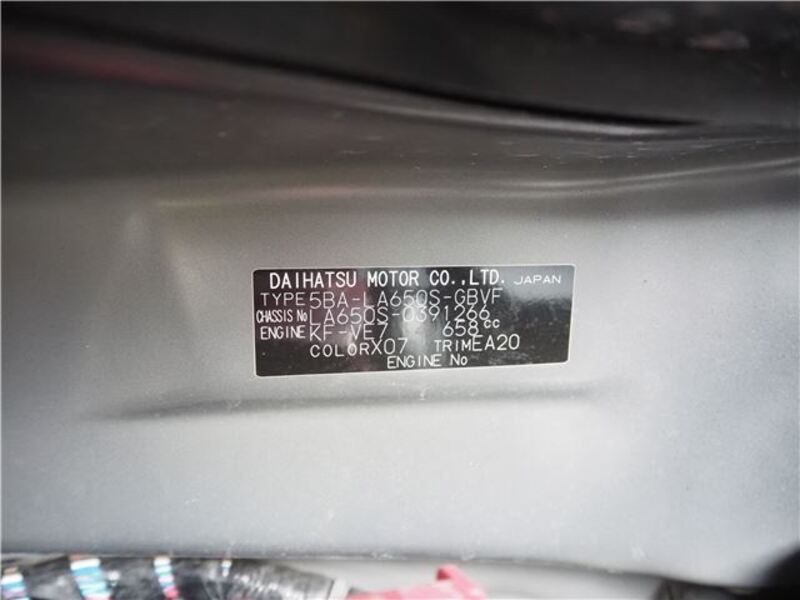 DAIHATSU MOTOR CO.,LTD. JAPAN
TYPE 5BA-LA650S-GBVF
CHASSIS No LA650S-0391266
ENGINE KF-VE7 658cc
COLOR X07 TRIM EA20
ENGINE No